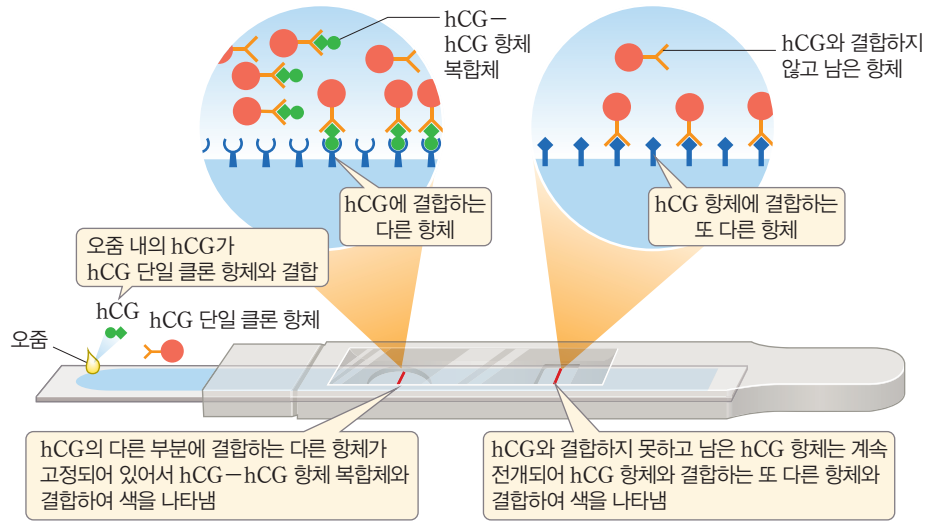 hCG－
hCG 항체
복합체
hCG와 결합하지
않고 남은 항체
hCG에 결합하는
다른 항체
hCG 항체에 결합하는
또 다른 항체
오줌 내의 hCG가
hCG 단일 클론 항체와 결합
hCG
hCG 단일 클론 항체
오줌
hCG의 다른 부분에 결합하는 다른 항체가
고정되어 있어서 hCG－hCG 항체 복합체와
결합하여 색을 나타냄
hCG와 결합하지 못하고 남은 hCG 항체는 계속
전개되어 hCG 항체와 결합하는 또 다른 항체와
결합하여 색을 나타냄